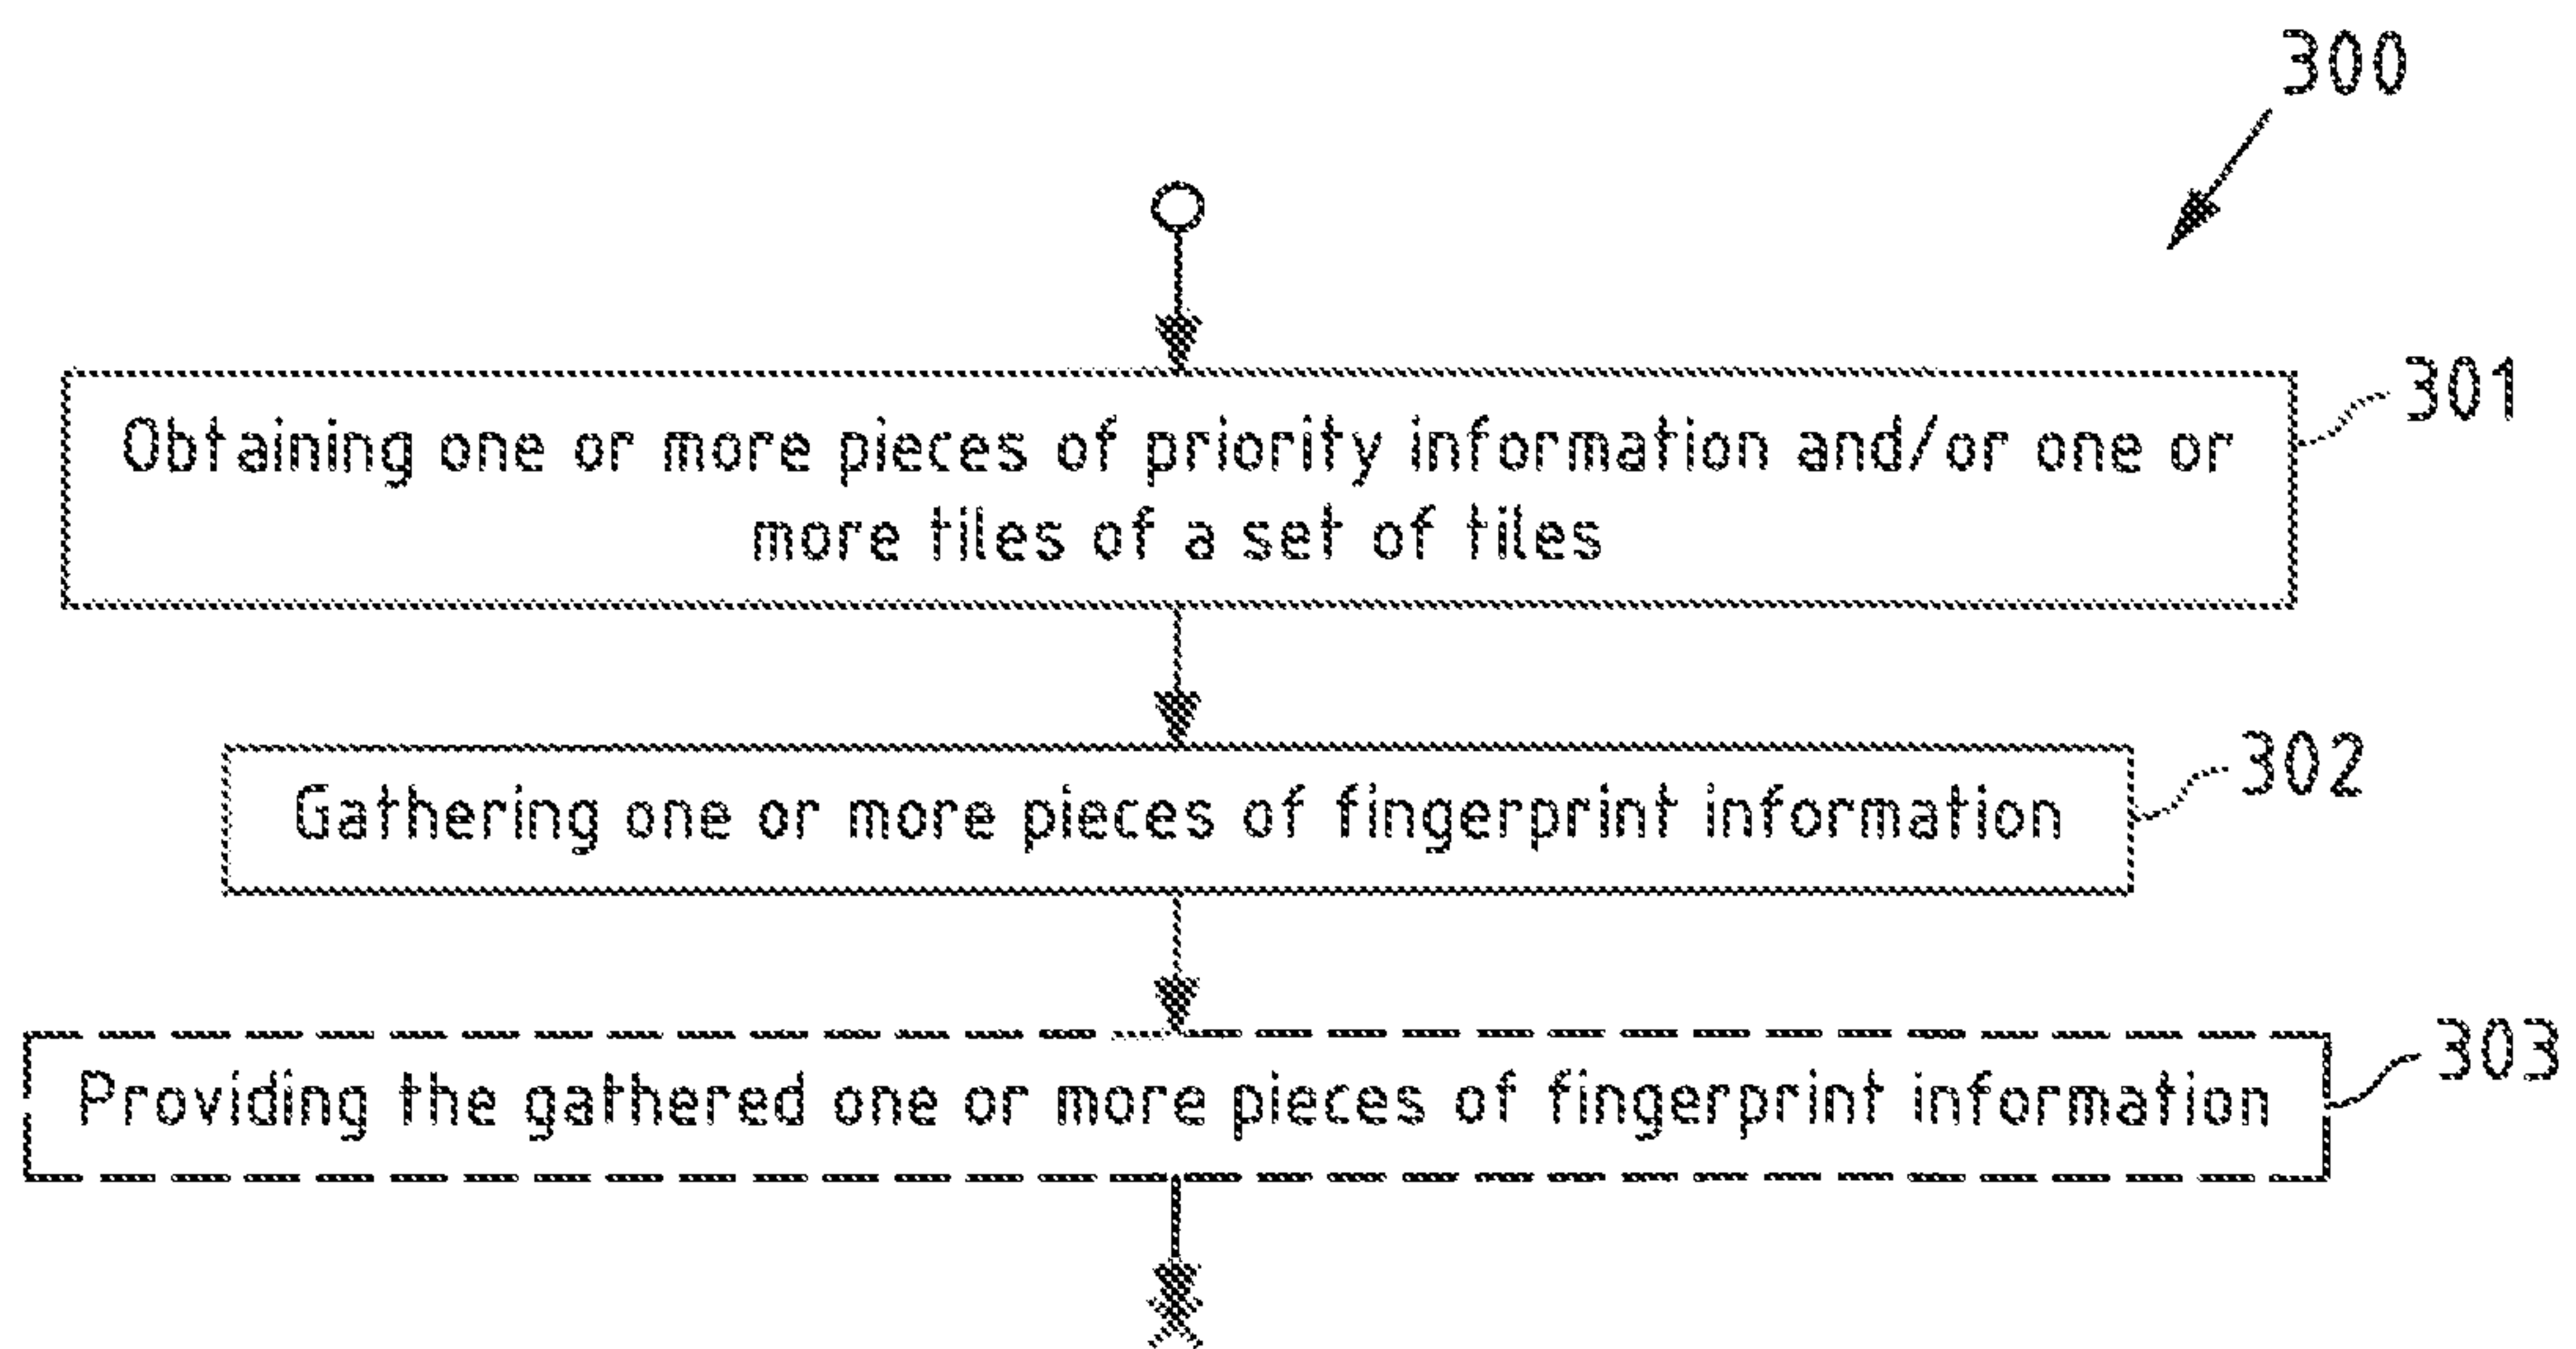 300
301
Obtaining one or more pieces of priority information and/or one or
more tiles of a set of tiles
302
Gathering one or more pieces of fingerprint information
303
Providing the gathered one or more pieces of fingerprint information